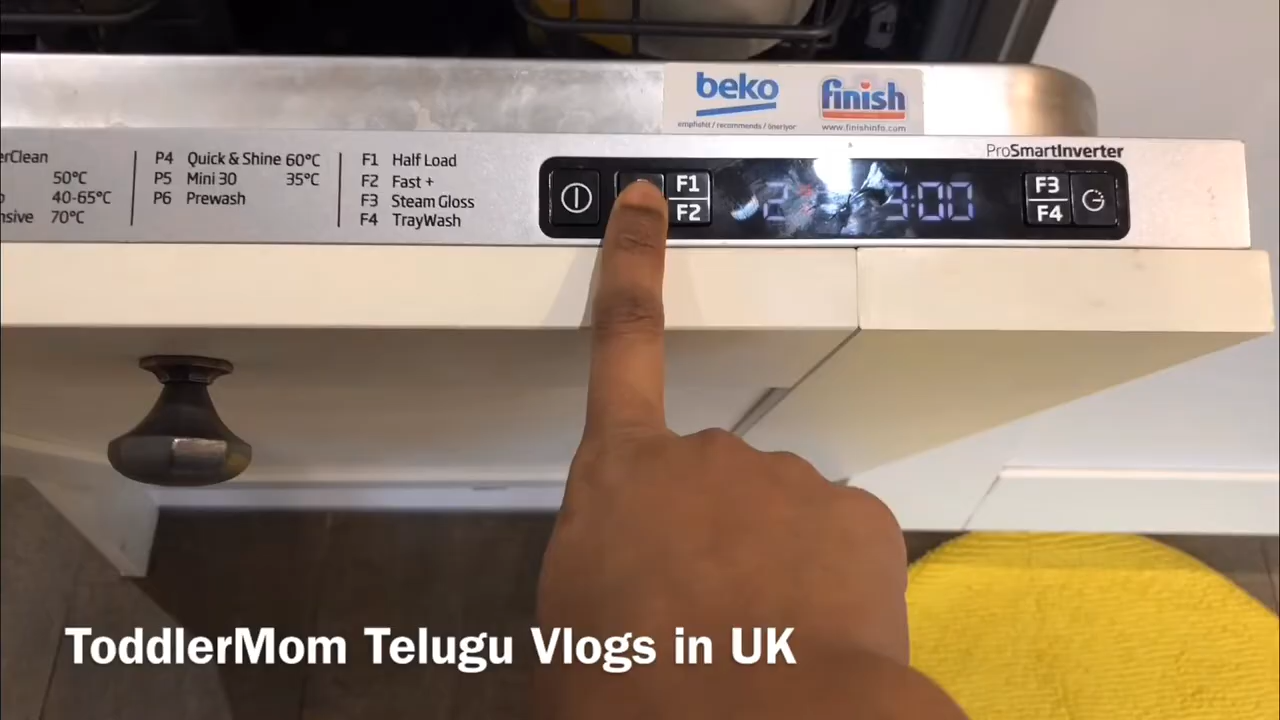 beko
finish
www.finishinfo.com
ProSmartInverter
50°C
40-65°C
70°C
P4 Quick & Shine 60°C
P5 Mini 30 35°C
P6 Prewash
F1 Half Load
F2 Fast +
F3 Steam Gloss
F4 TrayWash
F1
F2
3:00
F3
F4
ToddlerMom Telugu Vlogs in UK